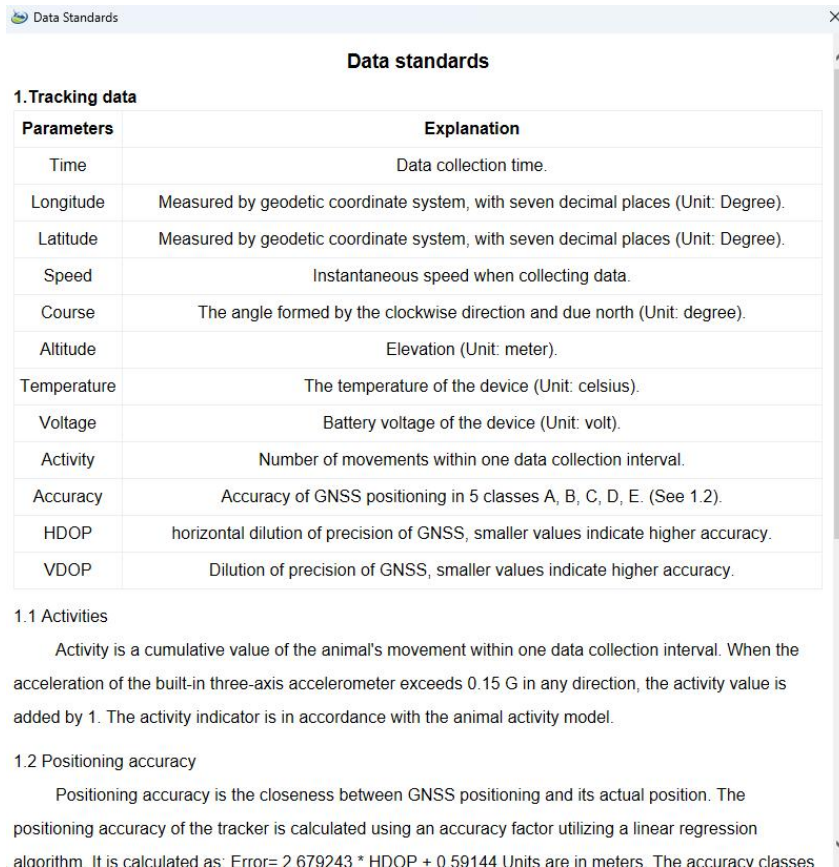 Data Standards
Data standards
1.Tracking data
Parameters Explanation
Time Data collection time.
Longitude Measured by geodetic coordinate system, with seven decimal places (Unit: Degree).
Latitude Measured by geodetic coordinate system, with seven decimal places (Unit: Degree).
Speed Instantaneous speed when collecting data.
Course The angle formed by the clockwise direction and due north (Unit: degree).
Altitude Elevation (Unit: meter).
Temperature The temperature of the device (Unit: celsius).
Voltage Battery voltage of the device (Unit: volt).
Activity Number of movements within one data collection interval.
Accuracy Accuracy of GNSS positioning in 5 classes A, B, C, D, E. (See 1.2).
HDOP horizontal dilution of precision of GNSS, smaller values indicate higher accuracy.
VDOP Dilution of precision of GNSS, smaller values indicate higher accuracy.
1.1 Activities
Activity is a cumulative value of the animal's movement within one data collection interval. When the
acceleration of the built-in three-axis accelerometer exceeds 0.15 G in any direction, the activity value is
added by 1. The activity indicator is in accordance with the animal activity model.
1.2 Positioning accuracy
Positioning accuracy is the closeness between GNSS positioning and its actual position. The
positioning accuracy of the tracker is calculated using an accuracy factor utilizing a linear regression
algorithm. It is calculated as: Error= 2.679243 * HDOP + 0.59144 Units are in meters. The accuracy classes